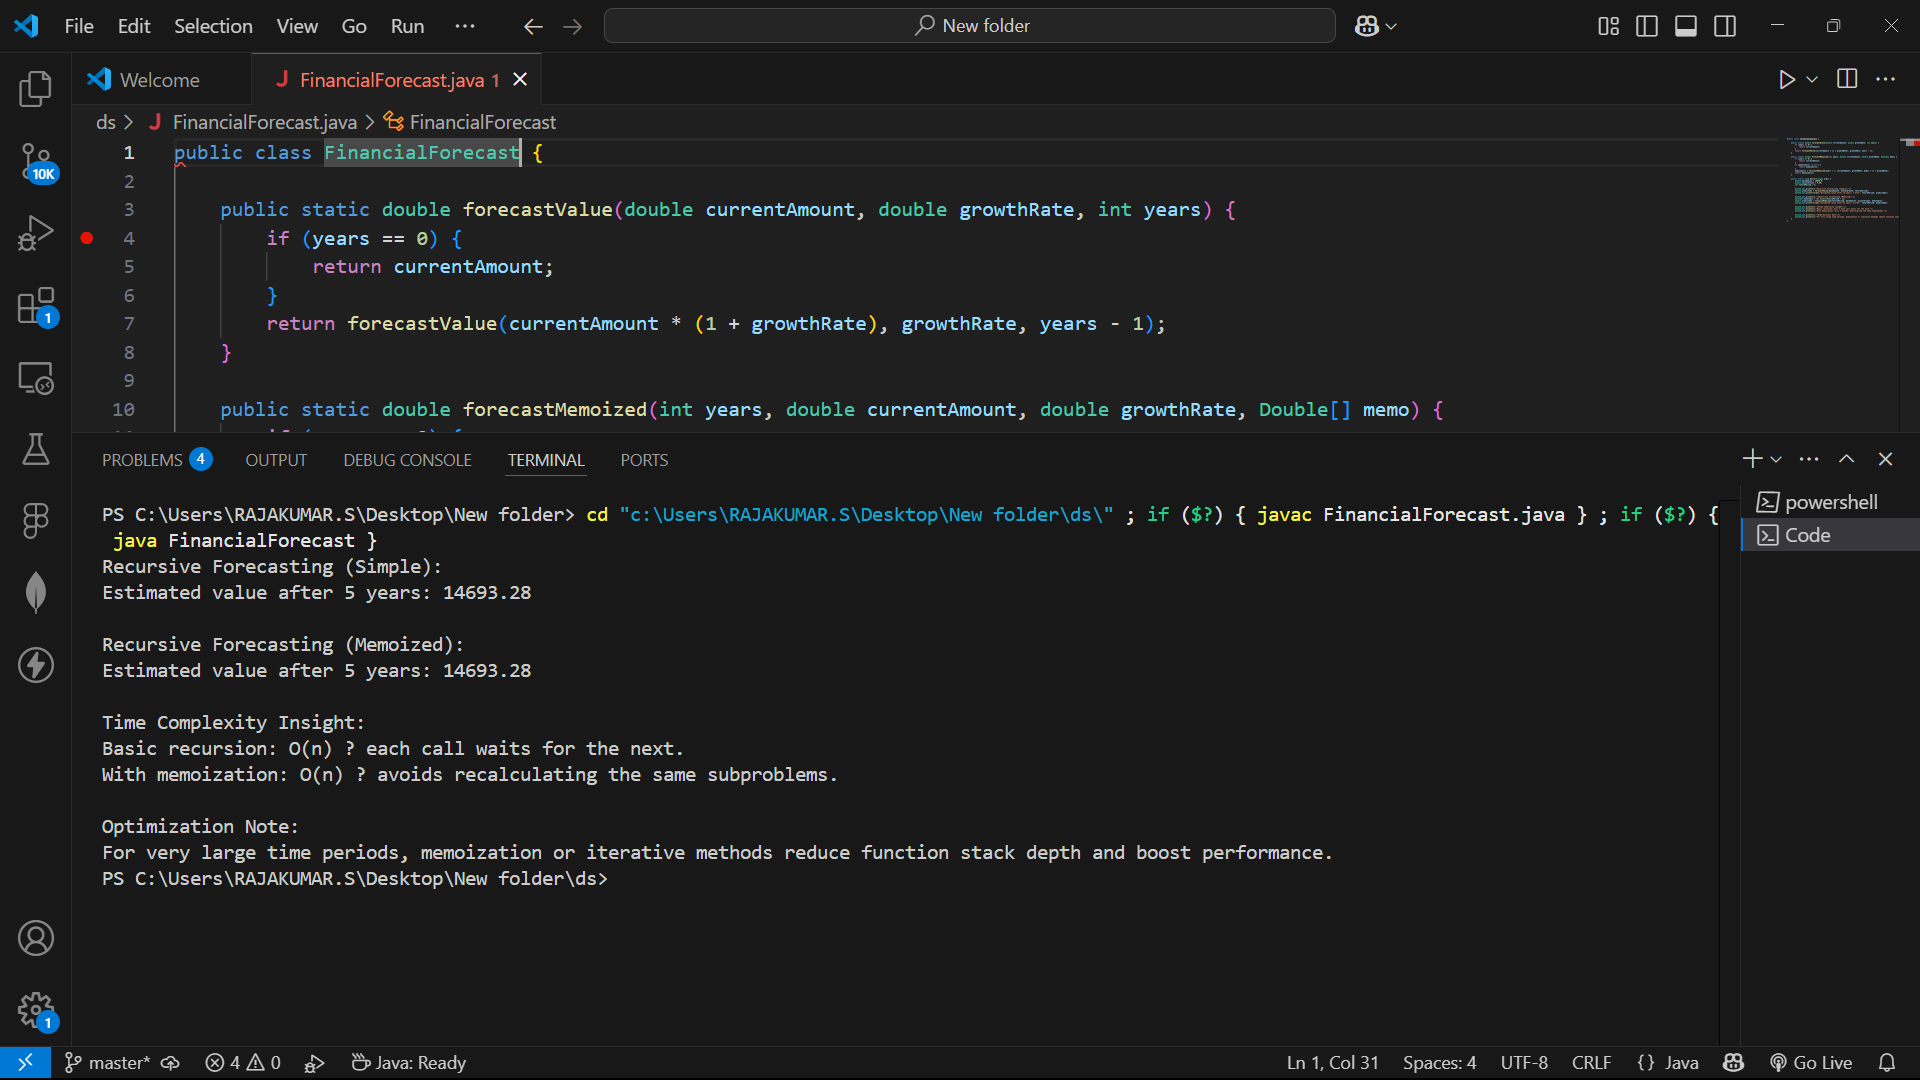 File Edit Selection View Go Run ··· New folder
Welcome FinancialForecast.java 1
ds > FinancialForecast.java > FinancialForecast
1 public class FinancialForecast {
2
3 public static double forecastValue(double currentAmount, double growthRate, int years) {
4 if (years == 0) {
5 return currentAmount;
6 }
7 return forecastValue(currentAmount * (1 + growthRate), growthRate, years - 1);
8 }
9
10 public static double forecastMemoized(int years, double currentAmount, double growthRate, Double[] memo) {
10K
1
PROBLEMS 4 OUTPUT DEBUG CONSOLE TERMINAL PORTS
PS C:\Users\RAJAKUMAR.S\Desktop\New folder> cd "c:\Users\RAJAKUMAR.S\Desktop\New folder\ds\" ; if ($?) { javac FinancialForecast.java } ; if ($?) {
java FinancialForecast }
Recursive Forecasting (Simple):
Estimated value after 5 years: 14693.28
Recursive Forecasting (Memoized):
Estimated value after 5 years: 14693.28
Time Complexity Insight:
Basic recursion: O(n) ? each call waits for the next.
With memoization: O(n) ? avoids recalculating the same subproblems.
Optimization Note:
For very large time periods, memoization or iterative methods reduce function stack depth and boost performance.
PS C:\Users\RAJAKUMAR.S\Desktop\New folder\ds>
powershell
Code
1
master* 4 0 Java: Ready Ln 1, Col 31 Spaces: 4 UTF-8 CRLF {} Java Go Live